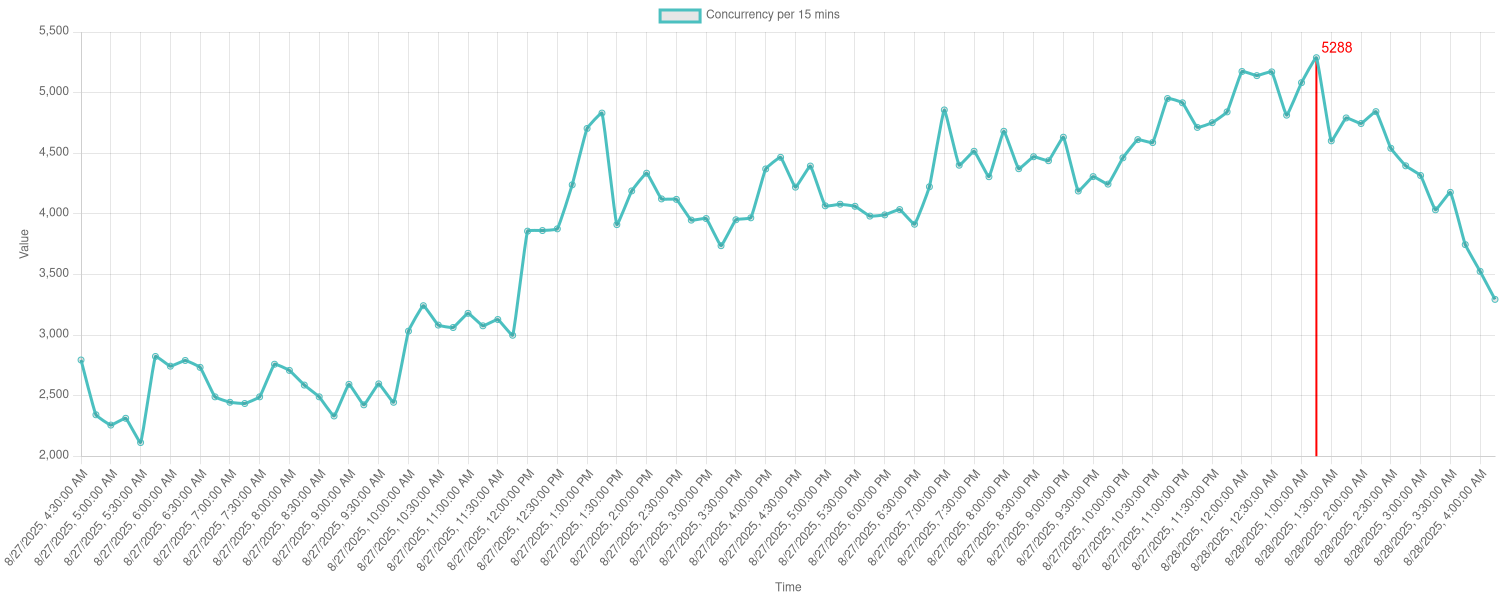 Concurrency per 15 mins
5288
5,500
5,000
4,500
4,000
3,500
3,000
2,500
2,000
Value
8/27/2025, 4:30:00 AM
8/27/2025, 5:00:00 AM
8/27/2025, 5:30:00 AM
8/27/2025, 6:00:00 AM
8/27/2025, 6:30:00 AM
8/27/2025, 7:00:00 AM
8/27/2025, 7:30:00 AM
8/27/2025, 8:00:00 AM
8/27/2025, 8:30:00 AM
8/27/2025, 9:00:00 AM
8/27/2025, 9:30:00 AM
8/27/2025, 10:00:00 AM
8/27/2025, 10:30:00 AM
8/27/2025, 11:00:00 AM
8/27/2025, 11:30:00 AM
8/27/2025, 12:00:00 PM
8/27/2025, 12:30:00 PM
8/27/2025, 1:00:00 PM
8/27/2025, 1:30:00 PM
8/27/2025, 2:00:00 PM
8/27/2025, 2:30:00 PM
8/27/2025, 3:00:00 PM
8/27/2025, 3:30:00 PM
8/27/2025, 4:00:00 PM
8/27/2025, 4:30:00 PM
8/27/2025, 5:00:00 PM
8/27/2025, 5:30:00 PM
8/27/2025, 6:00:00 PM
8/27/2025, 6:30:00 PM
8/27/2025, 7:00:00 PM
8/27/2025, 7:30:00 PM
8/27/2025, 8:00:00 PM
8/27/2025, 8:30:00 PM
8/27/2025, 9:00:00 PM
8/27/2025, 9:30:00 PM
8/27/2025, 10:00:00 PM
8/27/2025, 10:30:00 PM
8/27/2025, 11:00:00 PM
8/27/2025, 11:30:00 PM
8/28/2025, 12:00:00 AM
8/28/2025, 12:30:00 AM
8/28/2025, 1:00:00 AM
8/28/2025, 1:30:00 AM
8/28/2025, 2:00:00 AM
8/28/2025, 2:30:00 AM
8/28/2025, 3:00:00 AM
8/28/2025, 3:30:00 AM
8/28/2025, 4:00:00 AM
Time